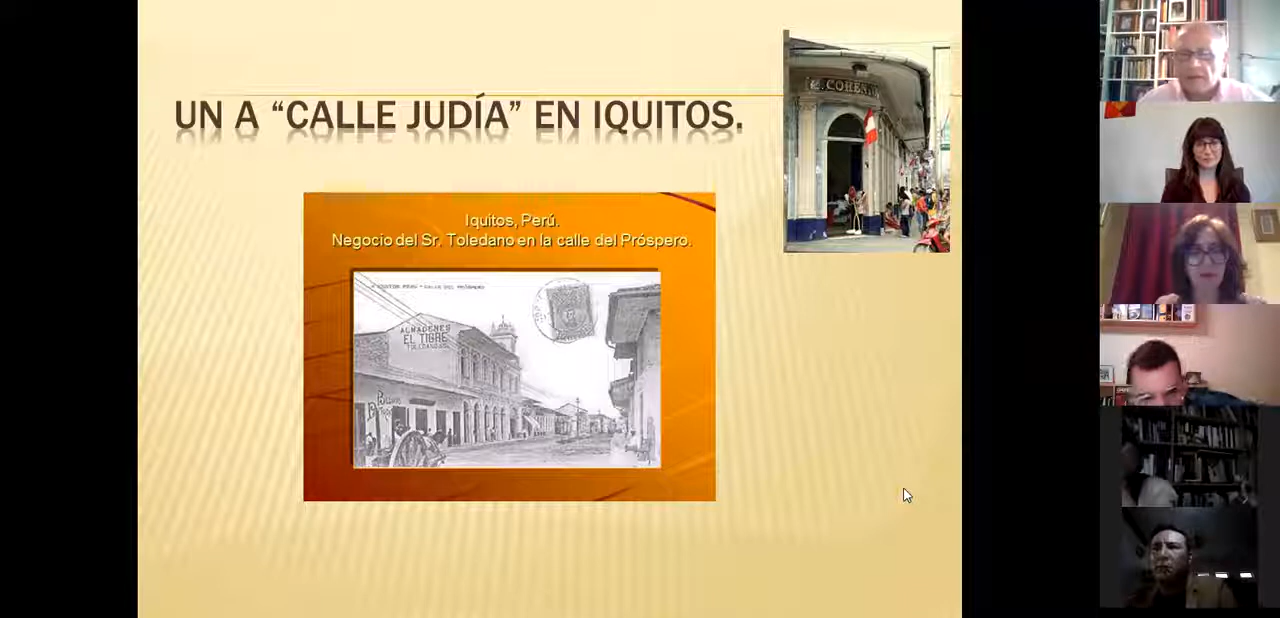 UN A “CALLE JUDÍA” EN IQUITOS.
COHEN
Iquitos, Perú.
Negocio del Sr. Toledano en la calle del Próspero.
ALMACENES
EL TIGRE